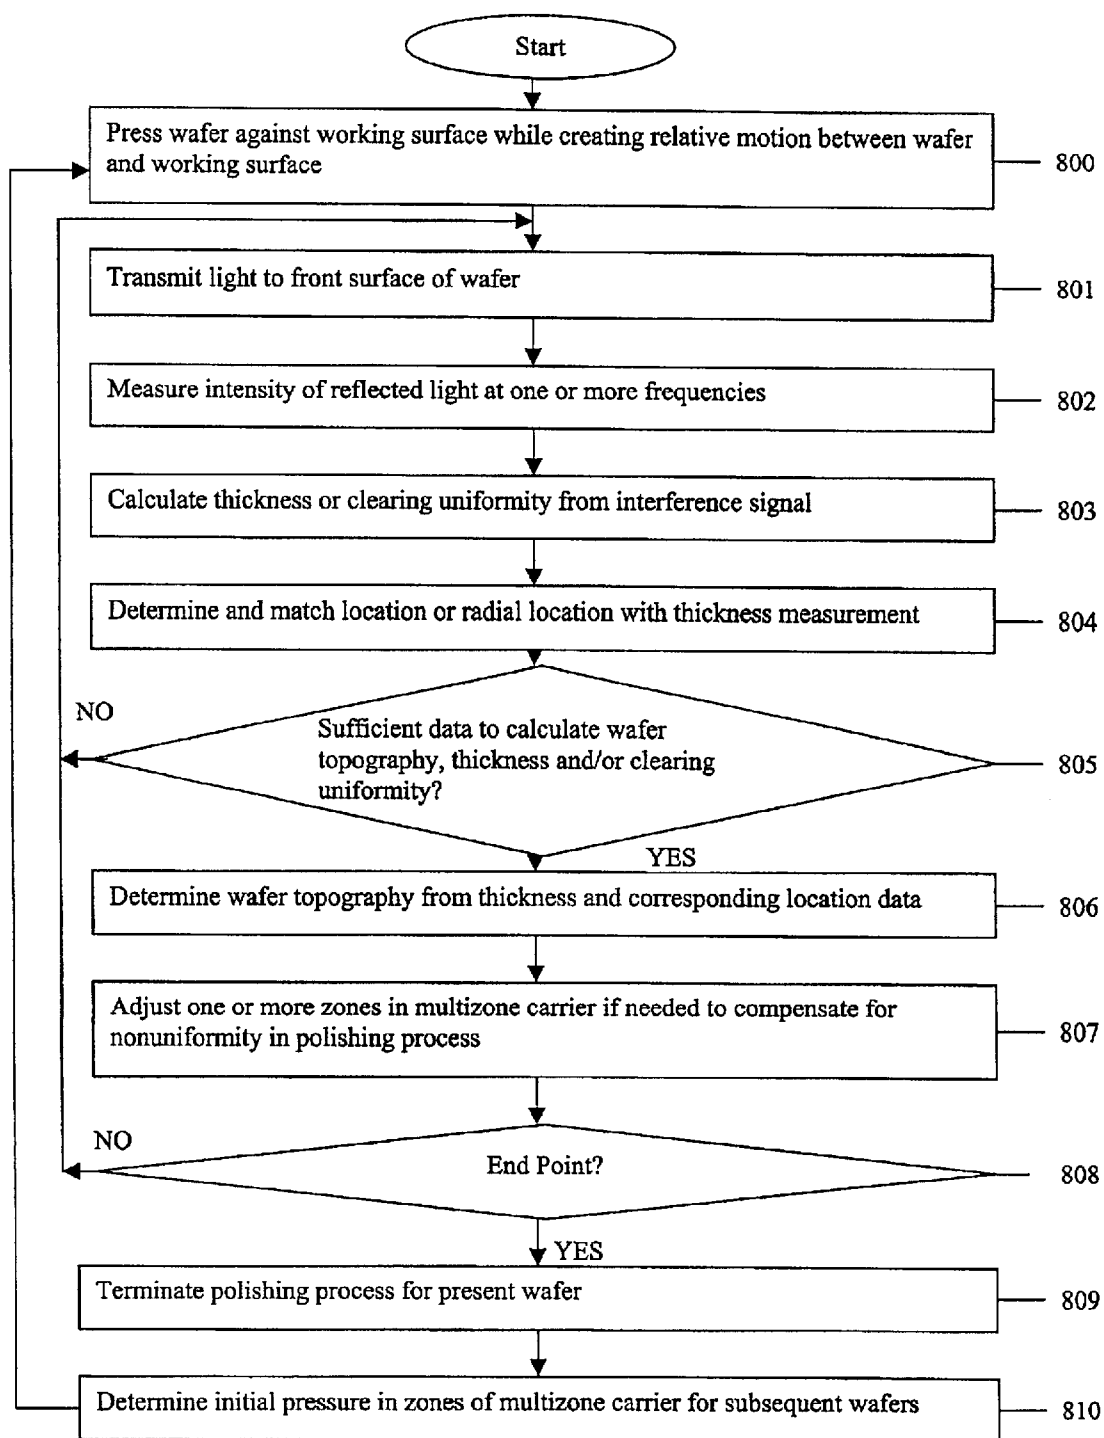 Start
Press wafer against working surface while creating relative motion between wafer
and working surface
800
Transmit light to front surface of wafer
801
Measure intensity of reflected light at one or more frequencies
802
Calculate thickness or clearing uniformity from interference signal
803
Determine and match location or radial location with thickness measurement
804
NO
Sufficient data to calculate wafer
topography, thickness and/or clearing
uniformity?
805
YES
Determine wafer topography from thickness and corresponding location data
806
Adjust one or more zones in multizone carrier if needed to compensate for
nonuniformity in polishing process
807
NO
End Point?
808
YES
Terminate polishing process for present wafer
809
Determine initial pressure in zones of multizone carrier for subsequent wafers
810